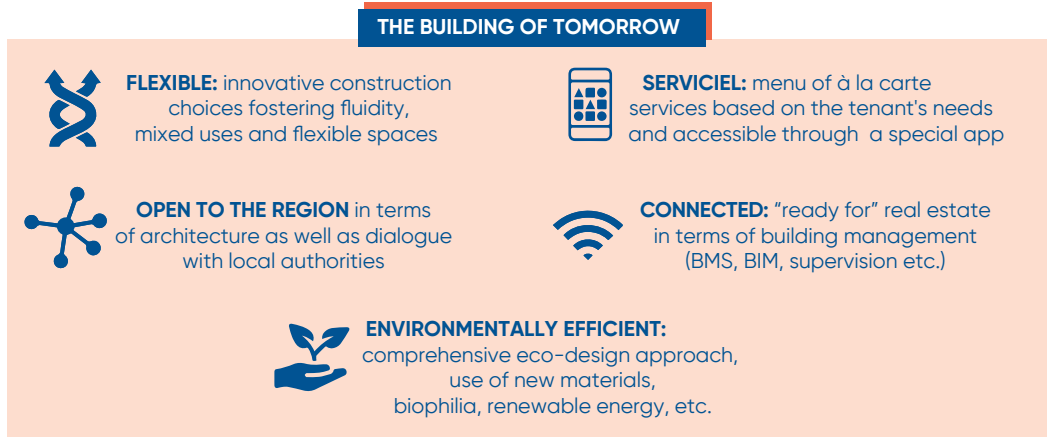 THE BUILDING OF TOMORROW
FLEXIBLE: innovative construction
choices fostering fluidity,
mixed uses and flexible spaces
SERVICIEL: menu of à la carte
services based on the tenant's needs
and accessible through a special app
OPEN TO THE REGION in terms
of architecture as well as dialogue
with local authorities
CONNECTED: “ready for” real estate
in terms of building management
(BMS, BIM, supervision etc.)
ENVIRONMENTALLY EFFICIENT:
comprehensive eco-design approach,
use of new materials,
biophilia, renewable energy, etc.